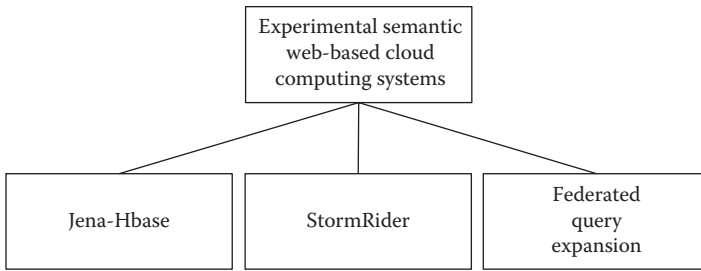 Experimental semantic
web-based cloud
computing systems
Jena-Hbase
StormRider
Federated
query
expansion